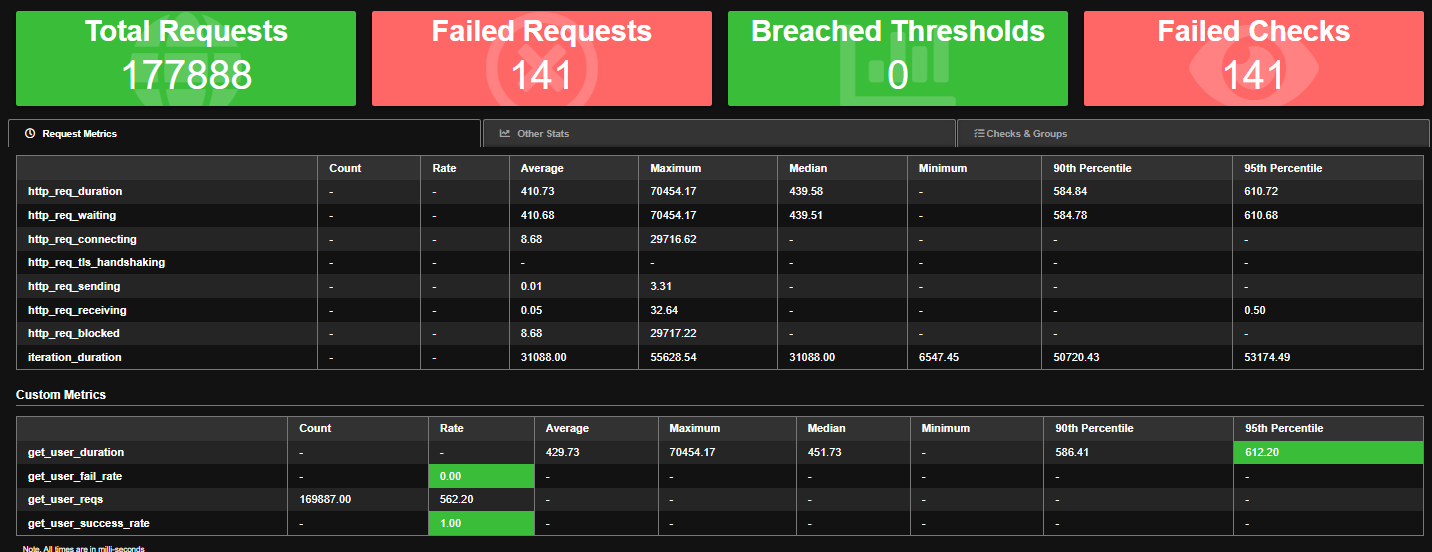 Total Requests Failed Requests Breached Thresholds Failed Checks
177888 141 0 141
Request Metrics Other Stats Checks & Groups
Count Rate Average Maximum Median Minimum 90th Percentile 95th Percentile
http_req_duration - - 410.73 70454.17 439.58 - 584.84 610.72
http_req_waiting - - 410.68 70454.17 439.51 - 584.78 610.68
http_req_connecting - - 8.68 29716.62 - - - -
http_req_tls_handshaking - - - - - - - -
http_req_sending - - 0.01 3.31 - - - -
http_req_receiving - - 0.05 32.64 - - - 0.50
http_req_blocked - - 8.68 29717.22 - - - -
iteration_duration - - 31088.00 55628.54 31088.00 6547.45 50720.43 53174.49
Custom Metrics
Count Rate Average Maximum Median Minimum 90th Percentile 95th Percentile
get_user_duration - - 429.73 70454.17 451.73 - 586.41 612.20
get_user_fail_rate - 0.00 - - - - - -
get_user_reqs 169887.00 562.20 - - - - - -
get_user_success_rate - 1.00 - - - - - -
Note. All times are in milli-seconds